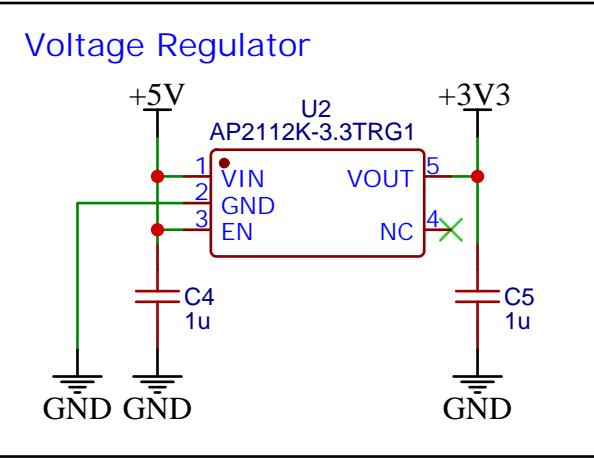 Voltage Regulator
+5V
U2
+3V3
AP2112K-3.3TRG1
1
VIN
VOUT
5
2
GND
3
EN
NC
4
C4
1u
C5
1u
GND
GND
GND